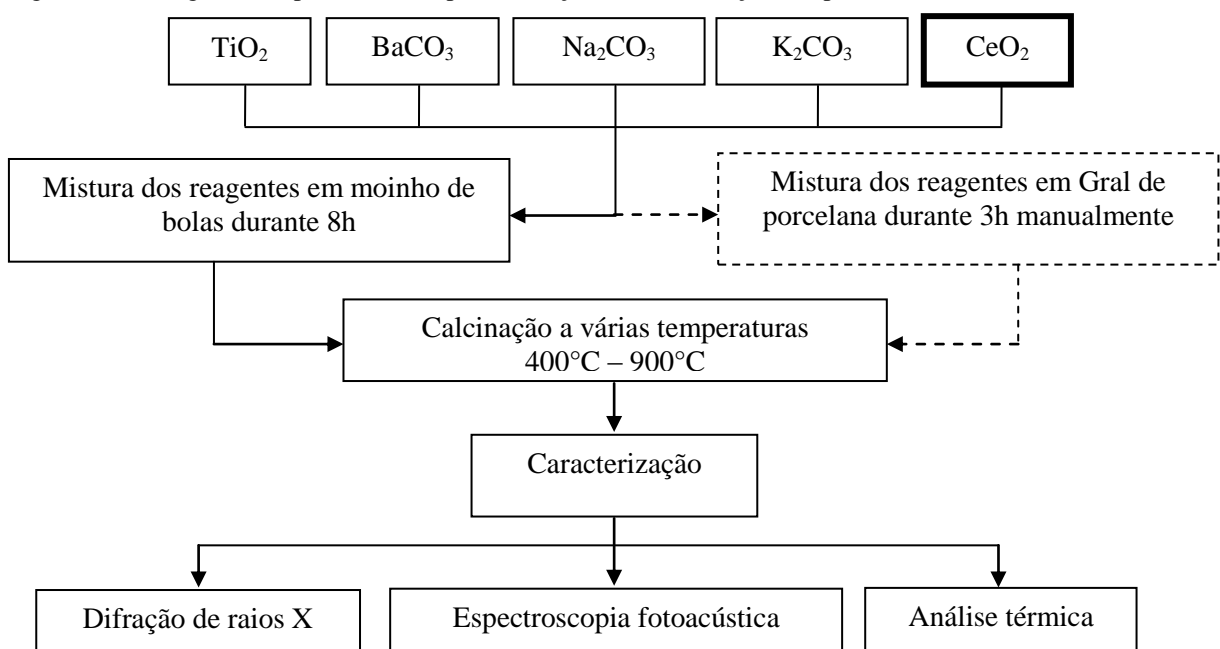 TiO₂
BaCO₃
Na₂CO₃
K₂CO₃
CeO₂
Mistura dos reagentes em moinho de
bolas durante 8h
Mistura dos reagentes em Gral de
porcelana durante 3h manualmente
Calcinação a várias temperaturas
400°C – 900°C
Caracterização
Difração de raios X
Espectroscopia fotoacústica
Análise térmica